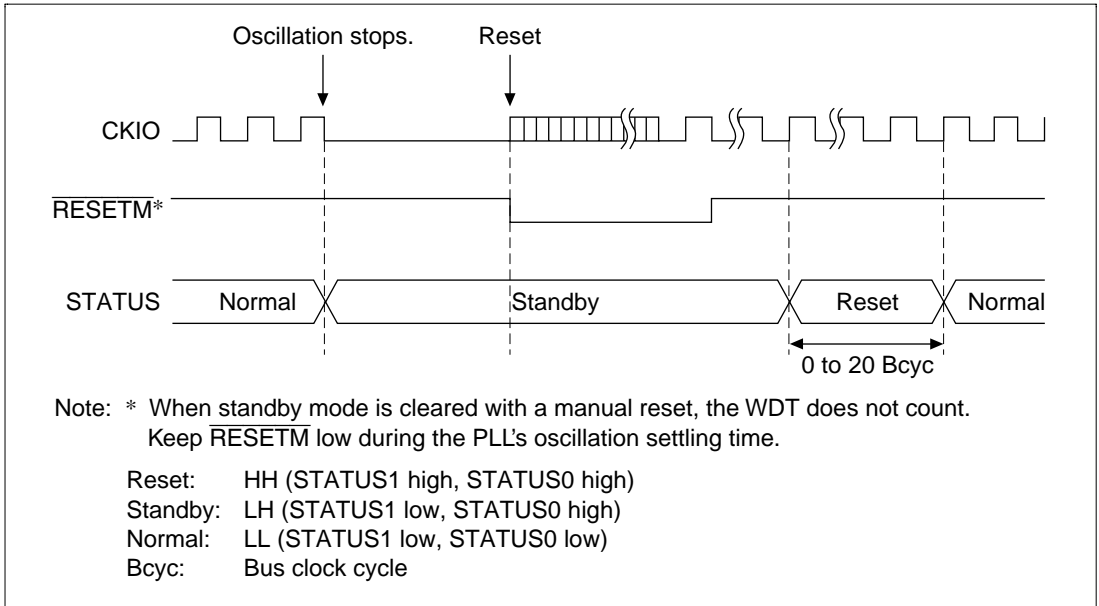 Oscillation stops. Reset
CKIO
RESETM*
STATUS Normal Standby Reset Normal
0 to 20 Bcyc
Note: * When standby mode is cleared with a manual reset, the WDT does not count.
Keep RESETM low during the PLL's oscillation settling time.
Reset: HH (STATUS1 high, STATUS0 high)
Standby: LH (STATUS1 low, STATUS0 high)
Normal: LL (STATUS1 low, STATUS0 low)
Bcyc: Bus clock cycle